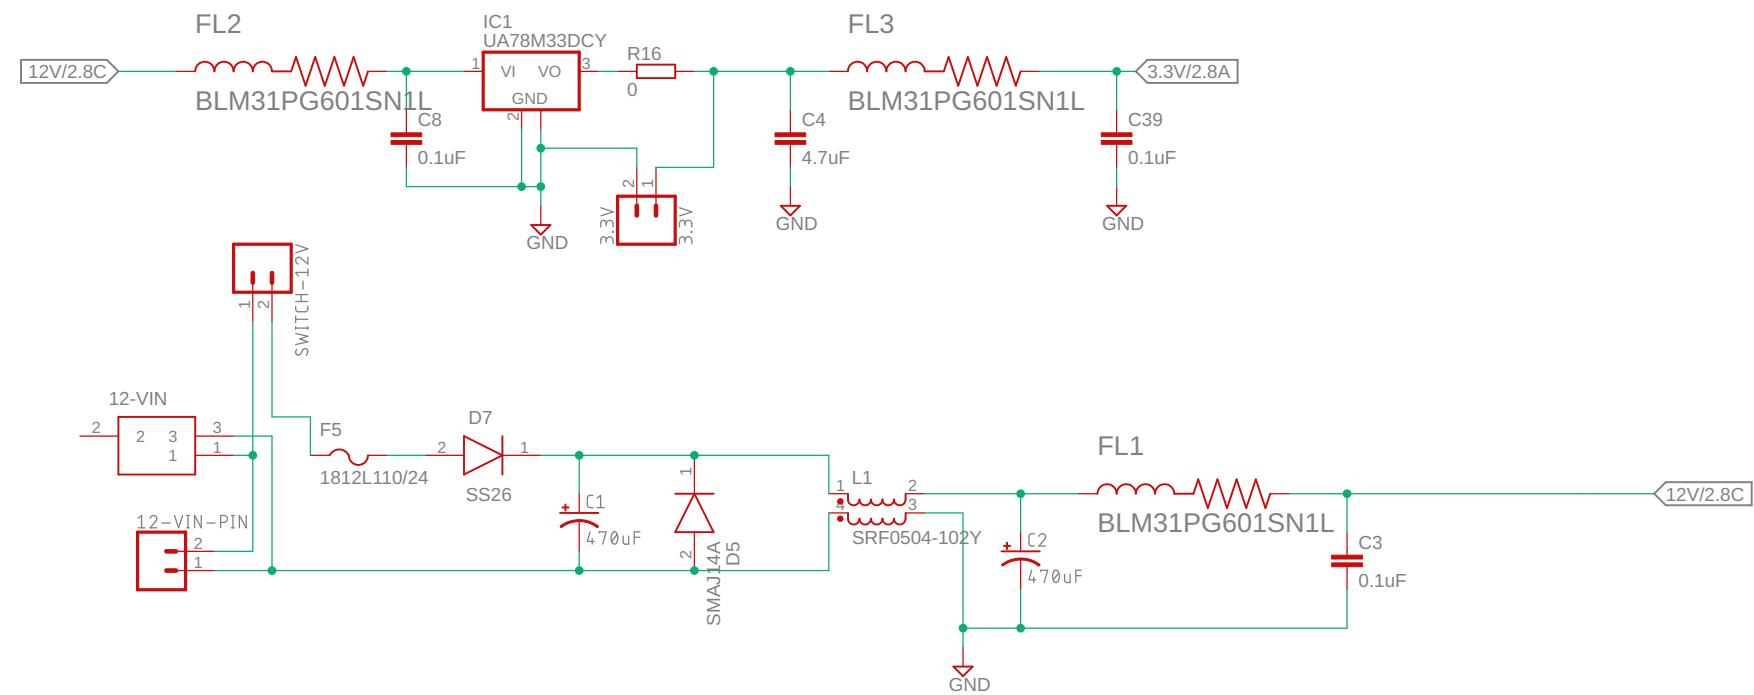 FL2
IC1
UA78M33DCY
FL3
R16
12V/2.8C
1
VI
VO
3
3.3V/2.8A
GND
0
BLM31PG601SN1L
BLM31PG601SN1L
2
C8
C4
C39
0.1uF
4.7uF
0.1uF
2
1
3.3V
3.3V
GND
GND
GND
SWITCH-12V
1
2
12-VIN
2
2
3
3
1
1
F5
1812L110/24
D7
2
1
SS26
12-VIN-PIN
2
1
C1
470uF
1
2
SMAJ14A
D5
L1
1
2
4
3
SRF0504-102Y
FL1
BLM31PG601SN1L
12V/2.8C
C2
470uF
C3
0.1uF
GND